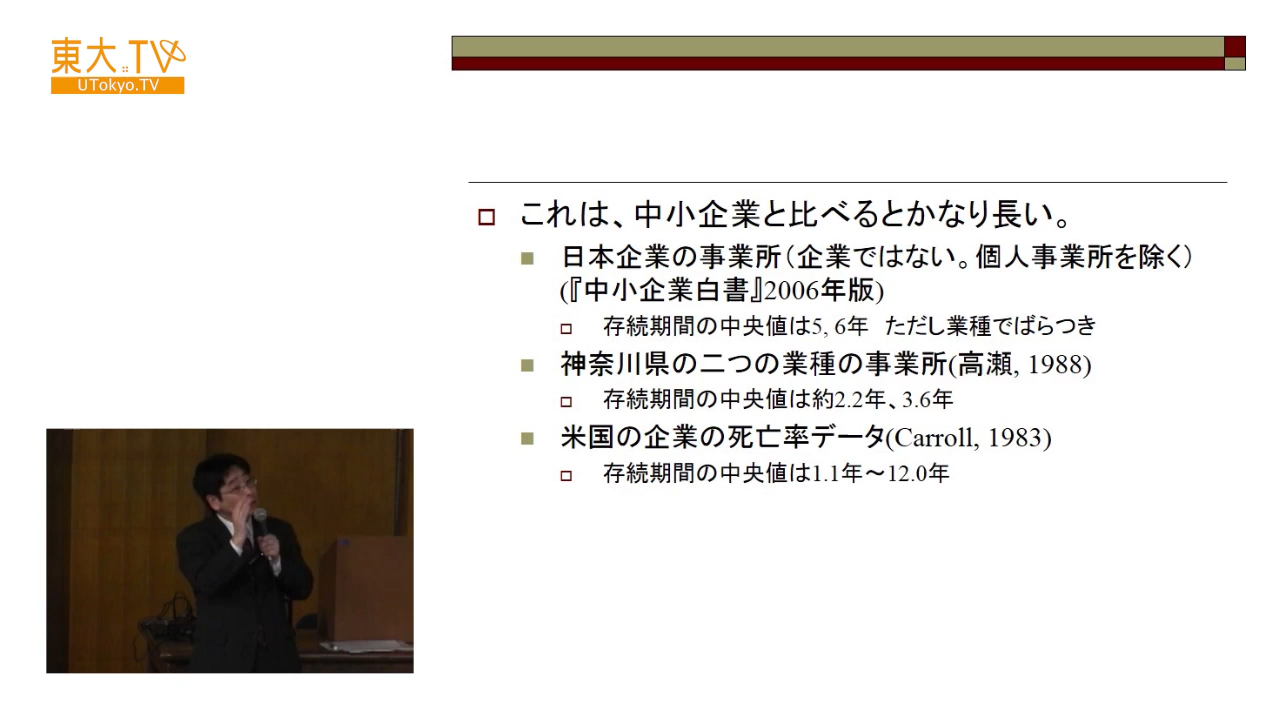 東大TV
UTokyo.TV
これは、中小企業と比べるとかなり長い。
日本企業の事業所（企業ではない。個人事業所を除く）
(『中小企業白書』2006年版)
存続期間の中央値は5, 6年　ただし業種でばらつき
神奈川県の二つの業種の事業所(高瀬, 1988)
存続期間の中央値は約2.2年、3.6年
米国の企業の死亡率データ(Carroll, 1983)
存続期間の中央値は1.1年～12.0年